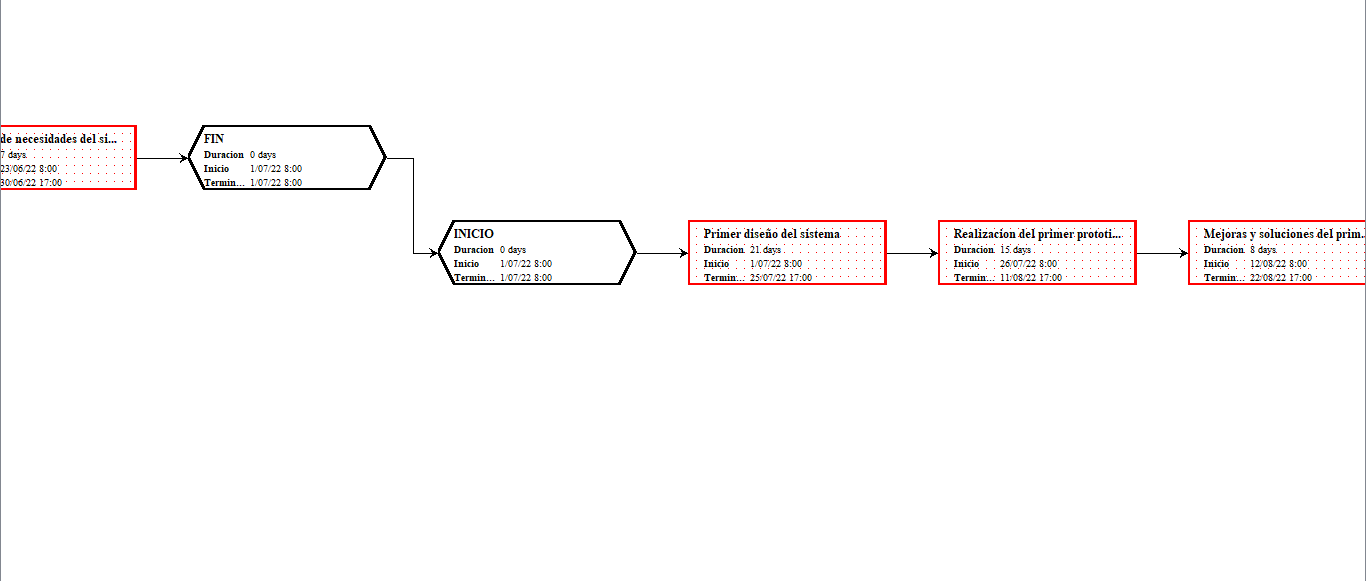 de necesidades del si...
7 days
23/06/22 8:00
30/06/22 17:00
FIN
Duracion 0 days
Inicio 1/07/22 8:00
Termin... 1/07/22 8:00
INICIO
Duracion 0 days
Inicio 1/07/22 8:00
Termin... 1/07/22 8:00
Primer diseño del sistema
Duracion 21 days
Inicio 1/07/22 8:00
Termin... 25/07/22 17:00
Realizacion del primer prototi...
Duracion 15 days
Inicio 26/07/22 8:00
Termin... 11/08/22 17:00
Mejoras y soluciones del prim..
Duracion 8 days
Inicio 12/08/22 8:00
Termin... 22/08/22 17:00